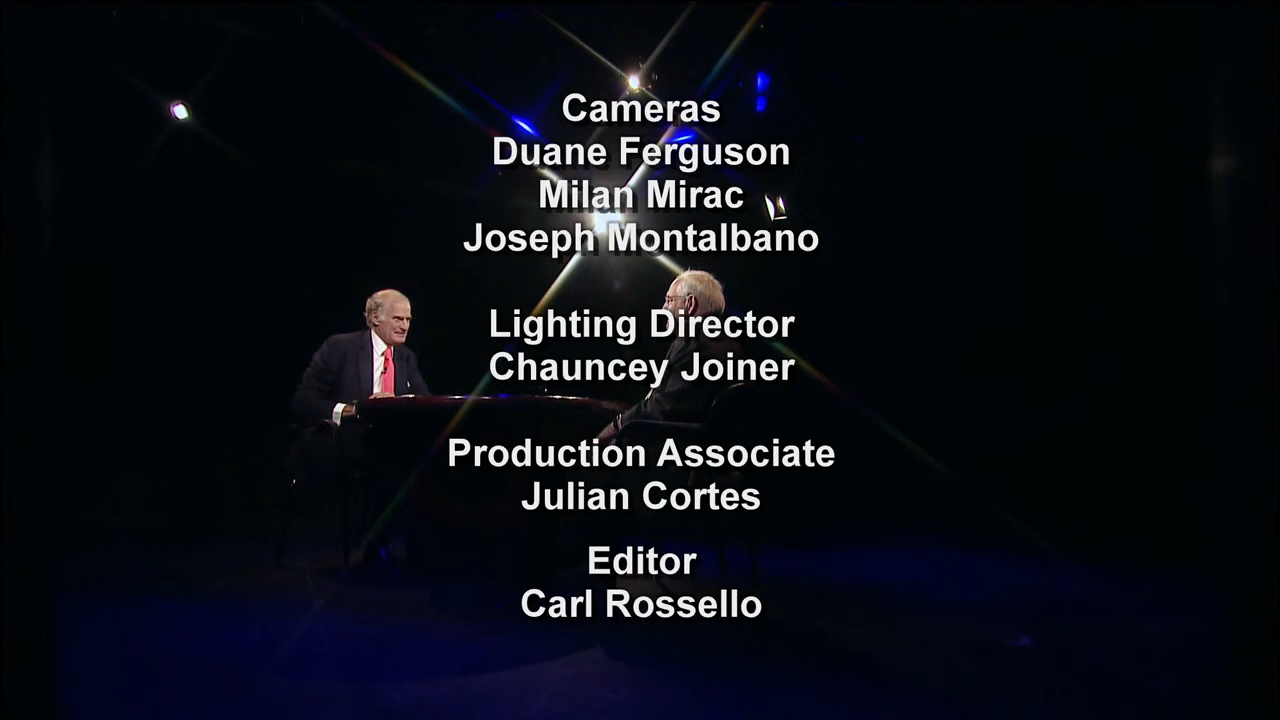 Cameras
Duane Ferguson
Milan Mirac
Joseph Montalbano
Lighting Director
Chauncey Joiner
Production Associate
Julian Cortes
Editor
Carl Rossello